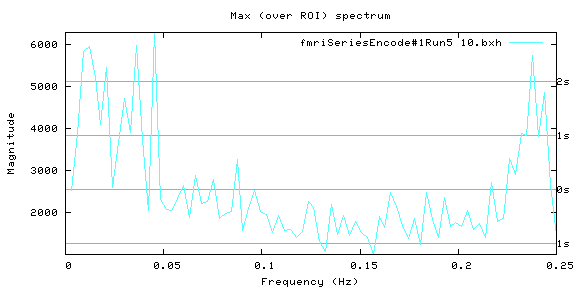 Max (over ROI) spectrum
fmriSeriesEncode#1Run5 10.bxh
6000
5000
4000
3000
2000
2s
1s
0s
1s
Magnitude
0
0.05
0.1
0.15
0.2
0.25
Frequency (Hz)